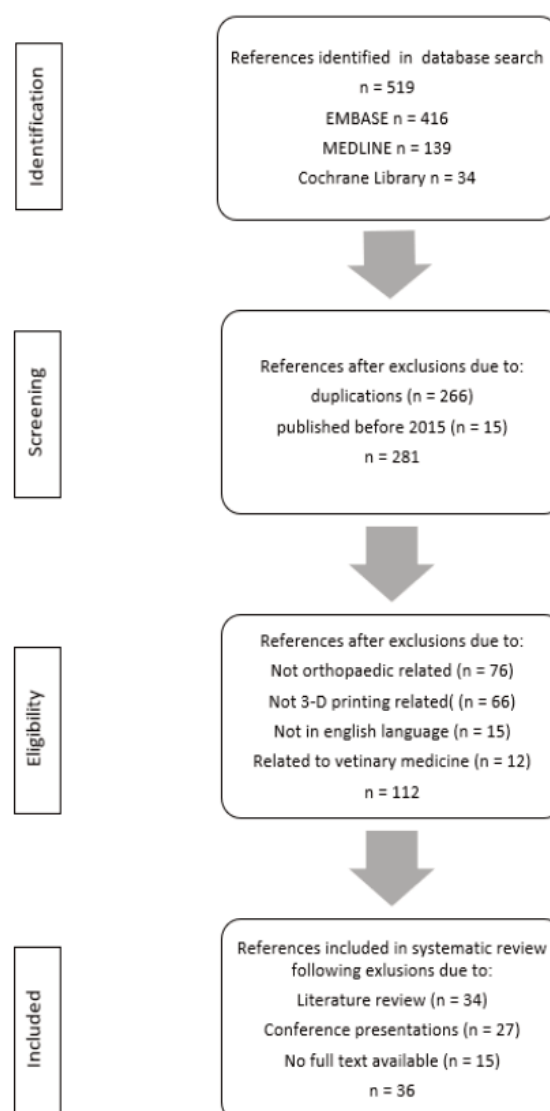 Identification
References identified in database search
n = 519
EMBASE n = 416
MEDLINE n = 139
Cochrane Library n = 34
Screening
References after exclusions due to:
duplications (n = 266)
published before 2015 (n = 15)
n = 281
Eligibility
References after exclusions due to:
Not orthopaedic related (n = 76)
Not 3-D printing related( (n = 66)
Not in english language (n = 15)
Related to vetinary medicine (n = 12)
n = 112
Included
References included in systematic review
following exlusions due to:
Literature review (n = 34)
Conference presentations (n = 27)
No full text available (n = 15)
n = 36